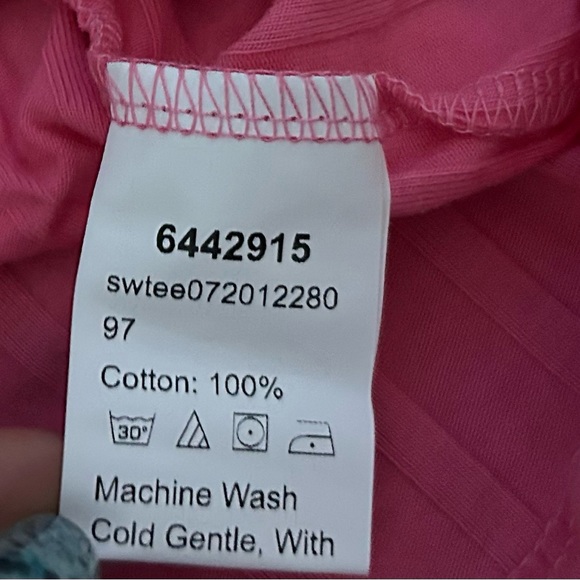 6442915
swtee072012280
97
Cotton: 100%
30°
Machine Wash
Cold Gentle, With